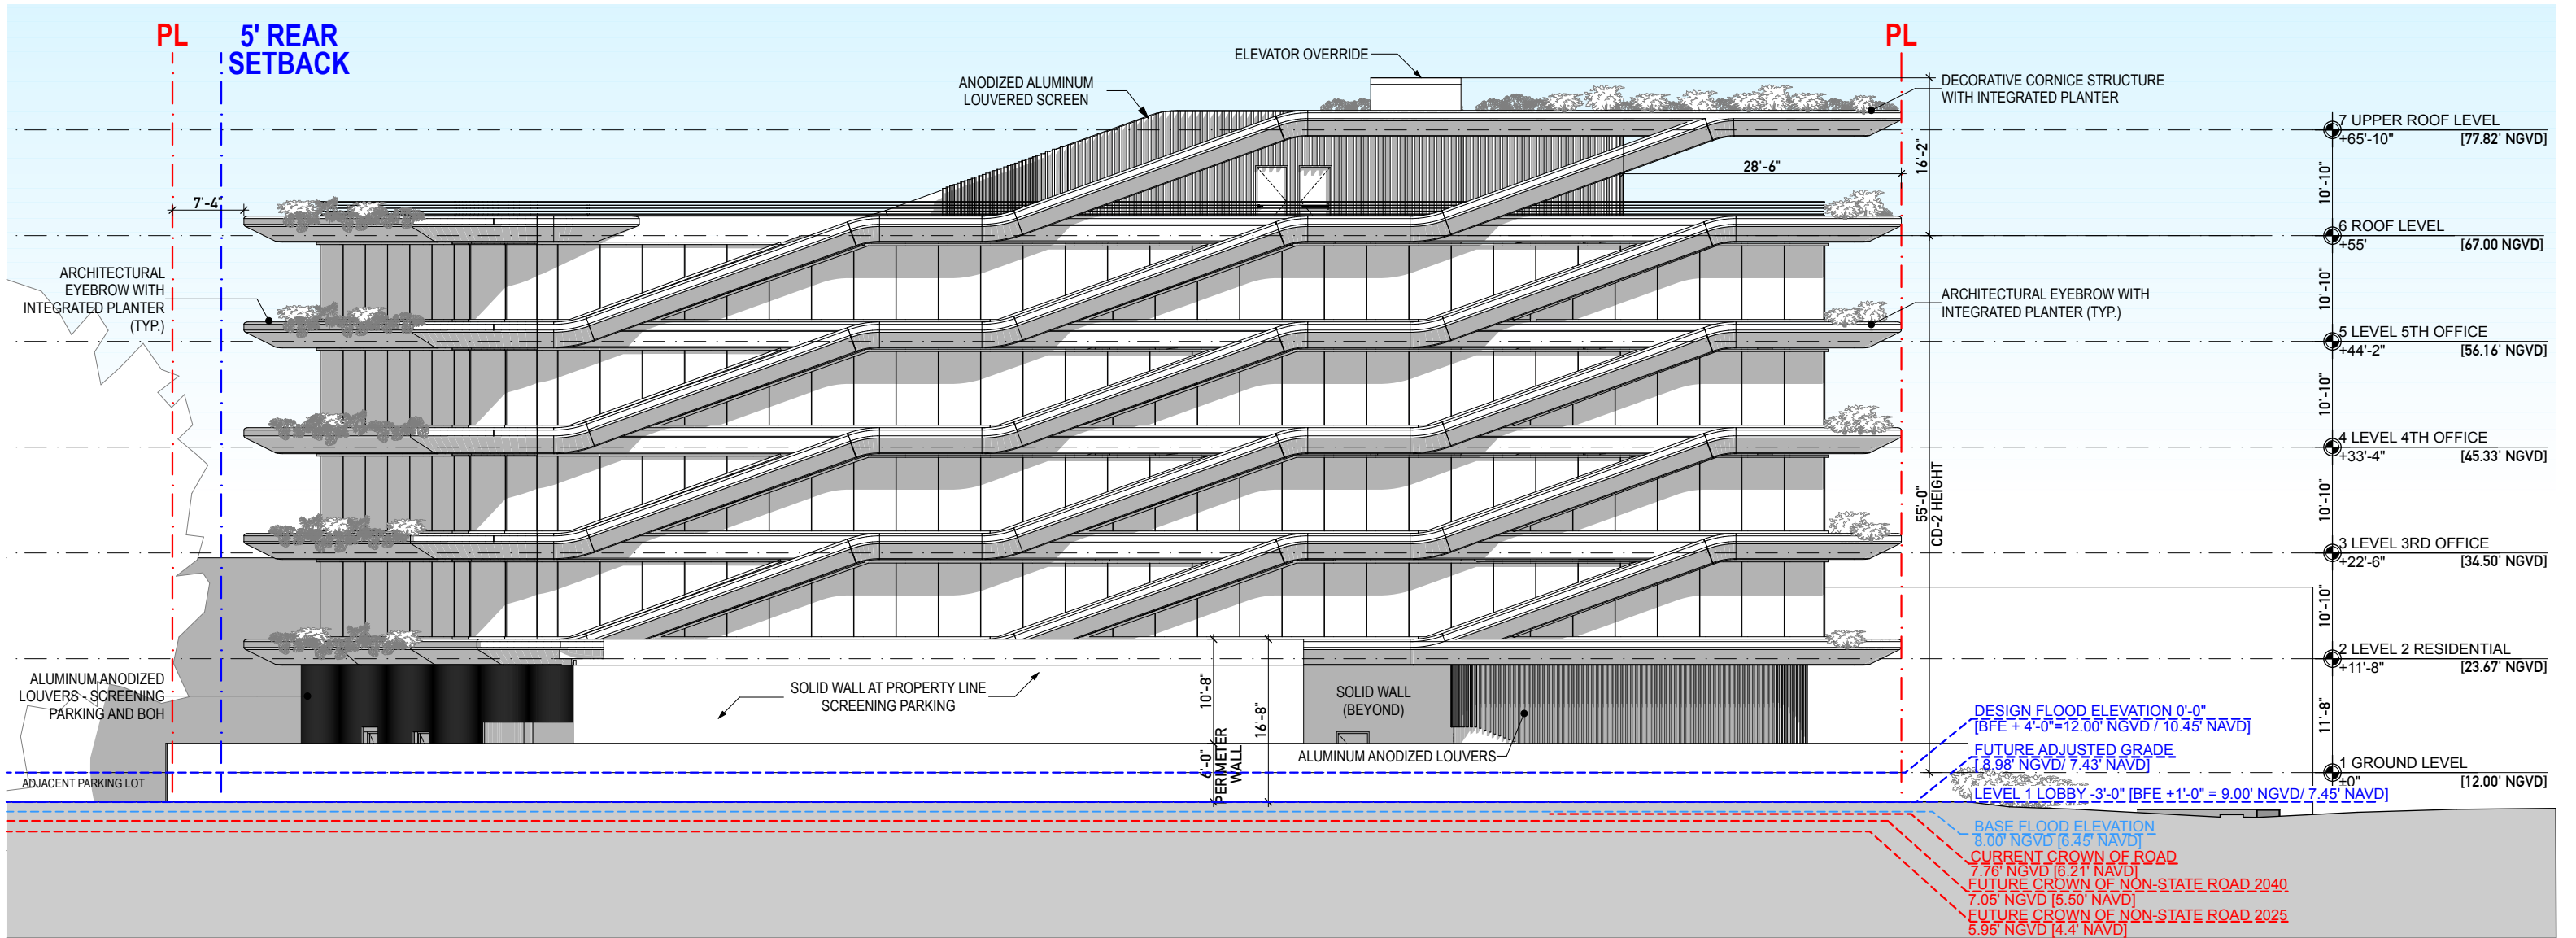 PL
5' REAR
SETBACK
PL
ELEVATOR OVERRIDE
ANODIZED ALUMINUM
LOUVERED SCREEN
DECORATIVE CORNICE STRUCTURE
WITH INTEGRATED PLANTER
7 UPPER ROOF LEVEL
+65'-10" [77.82' NGVD]
16'-2"
28'-6"
10'-10"
7'-4"
6 ROOF LEVEL
+55' [67.00 NGVD]
ARCHITECTURAL
EYEBROW WITH
INTEGRATED PLANTER
(TYP.)
10'-10"
ARCHITECTURAL EYEBROW WITH
INTEGRATED PLANTER (TYP.)
5 LEVEL 5TH OFFICE
+44'-2" [56.16' NGVD]
10'-10"
4 LEVEL 4TH OFFICE
+33'-4" [45.33' NGVD]
55'-0"
CD-2 HEIGHT
10'-10"
3 LEVEL 3RD OFFICE
+22'-6" [34.50' NGVD]
10'-10"
2 LEVEL 2 RESIDENTIAL
+11'-8" [23.67' NGVD]
ALUMINUM ANODIZED
LOUVERS - SCREENING
PARKING AND BOH
SOLID WALL AT PROPERTY LINE
SCREENING PARKING
10'-8"
16'-8"
SOLID WALL
(BEYOND)
ALUMINUM ANODIZED LOUVERS
6'-0"
PERIMETER
WALL
11'-8"
DESIGN FLOOD ELEVATION 0'-0"
[BFE + 4'-0"=12.00' NGVD / 10.45' NAVD]
FUTURE ADJUSTED GRADE
[ 8.98' NGVD/ 7.43' NAVD]
1 GROUND LEVEL
±0" [12.00' NGVD]
ADJACENT PARKING LOT
LEVEL 1 LOBBY -3'-0" [BFE +1'-0" = 9.00' NGVD/ 7.45' NAVD]
BASE FLOOD ELEVATION
8.00' NGVD [6.45' NAVD]
CURRENT CROWN OF ROAD
7.76' NGVD [6.21' NAVD]
FUTURE CROWN OF NON-STATE ROAD 2040
7.05' NGVD [5.50' NAVD]
FUTURE CROWN OF NON-STATE ROAD 2025
5.95' NGVD [4.4' NAVD]